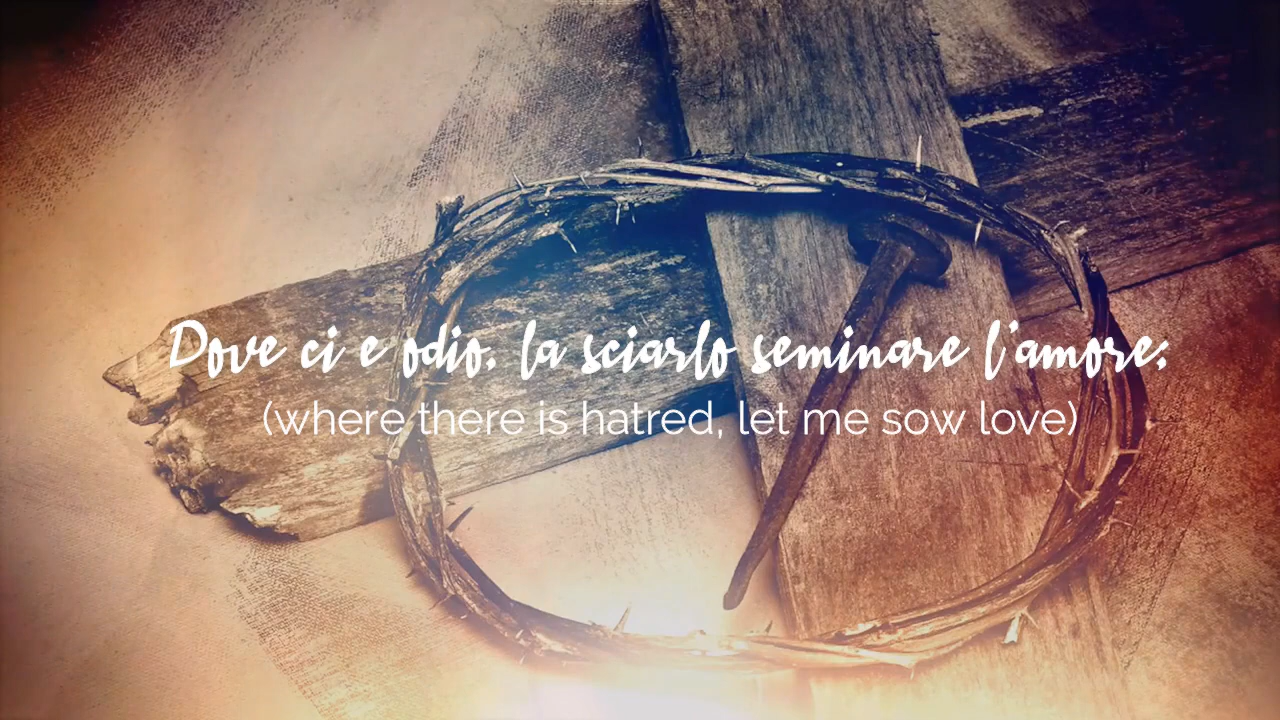 Dove ci e odio. la sciarlo seminare l'amore;
(where there is hatred, let me sow love)